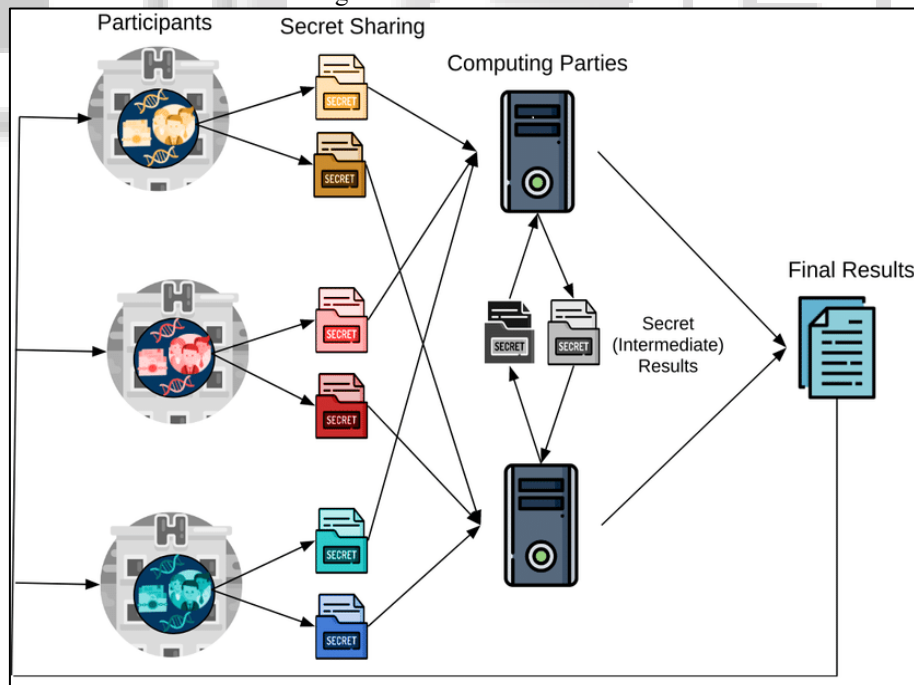 Participants
Secret Sharing
Computing Parties
H
SECRET
SECRET
H
SECRET
SECRET
SECRET
SECRET
Secret
(Intermediate)
Results
Final Results
H
SECRET
SECRET